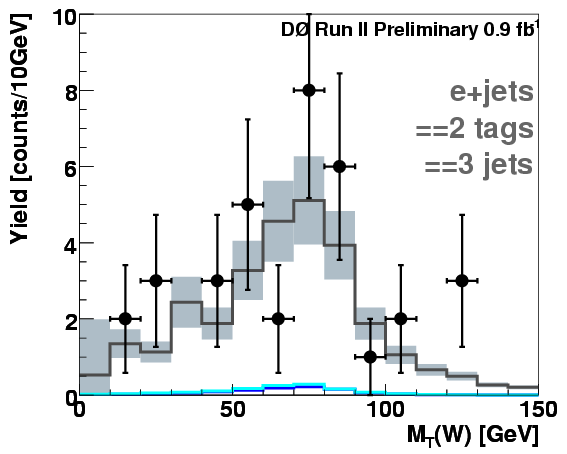 DØ Run II Preliminary 0.9 fb⁻¹
e+jets
==2 tags
==3 jets
Yield [counts/10GeV]
10
8
6
4
2
0
0 50 100 150
M_T(W) [GeV]